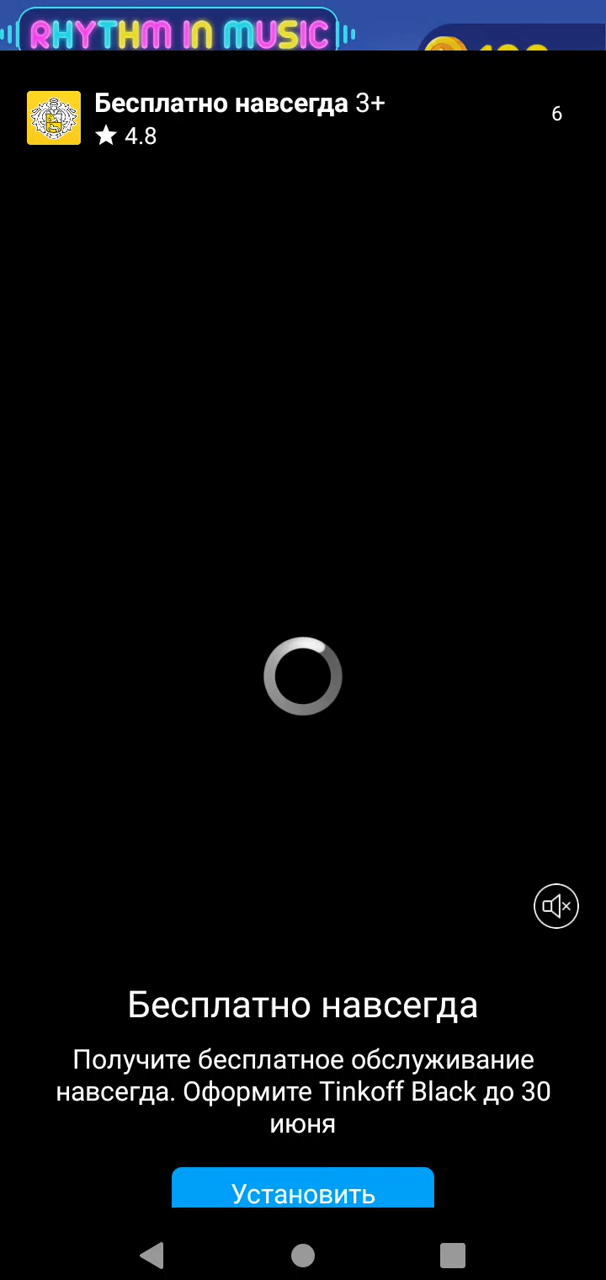 RHYTHM IN MUSIC
Бесплатно навсегда 3+
4.8
6
Бесплатно навсегда
Получите бесплатное обслуживание
навсегда. Оформите Tinkoff Black до 30
июня
Установить